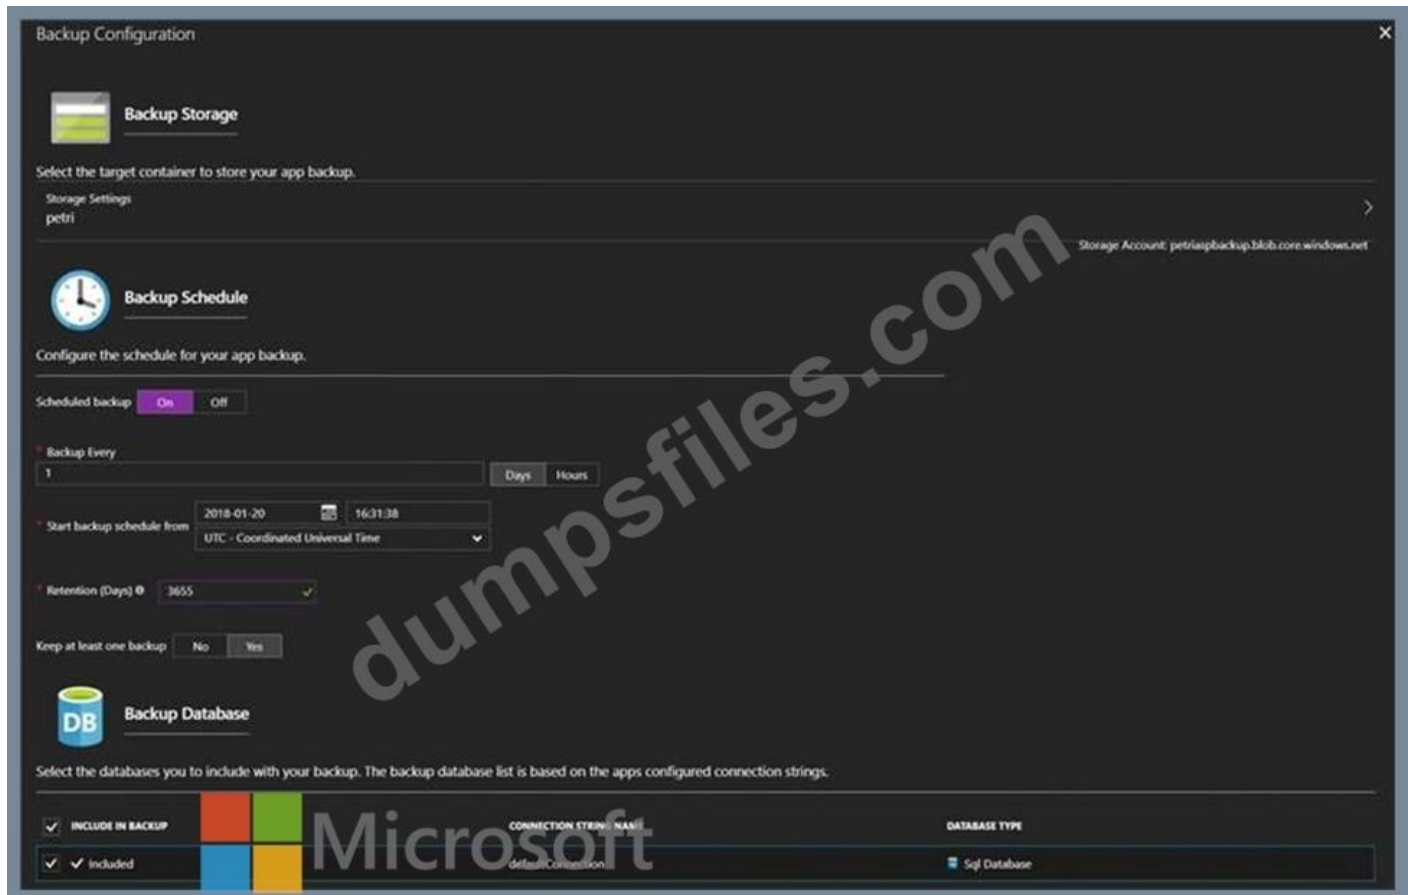 Backup Configuration
Backup Storage
Select the target container to store your app backup.
Storage Settings
petri
Storage Account: petriaspbackup.blob.core.windows.net
Backup Schedule
Configure the schedule for your app backup.
Scheduled backup On Off
* Backup Every
1 Days Hours
2018-01-20 16:31:38
* Start backup schedule from
UTC - Coordinated Universal Time
* Retention (Days) 3655
Keep at least one backup No Yes
DB Backup Database
Select the databases you to include with your backup. The backup database list is based on the apps configured connection strings.
INCLUDE IN BACKUP CONNECTION STRING NAME DATABASE TYPE
Included defaultConnection Sql Database
Microsoft
dumpsfiles.com